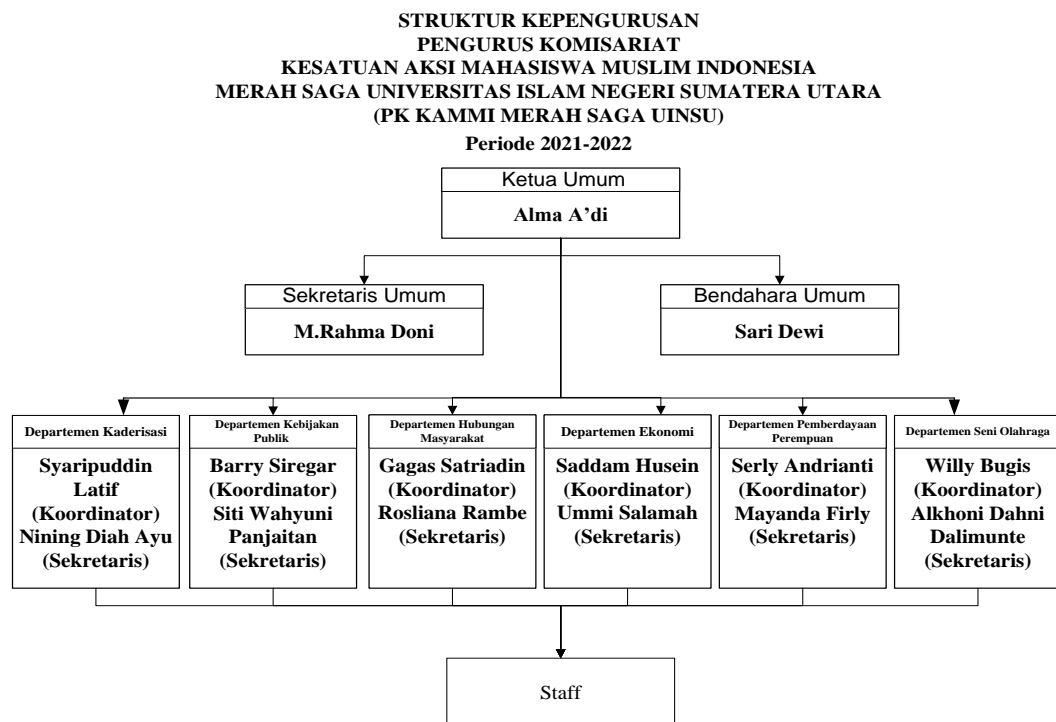 STRUKTUR KEPENGURUSAN
PENGURUS KOMISARIAT
KESATUAN AKSI MAHASISWA MUSLIM INDONESIA
MERAH SAGA UNIVERSITAS ISLAM NEGERI SUMATERA UTARA
(PK KAMMI MERAH SAGA UINSU)
Periode 2021-2022
Ketua Umum
Alma A’di
Sekretaris Umum
M.Rahma Doni
Bendahara Umum
Sari Dewi
Departemen Kaderisasi
Syaripuddin
Latif
(Koordinator)
Nining Diah Ayu
(Sekretaris)
Departemen Kebijakan
Publik
Barry Siregar
(Koordinator)
Siti Wahyuni
Panjaitan
(Sekretaris)
Departemen Hubungan
Masyarakat
Gagas Satriadin
(Koordinator)
Rosliana Rambe
(Sekretaris)
Departemen Ekonomi
Saddam Husein
(Koordinator)
Ummi Salamah
(Sekretaris)
Departemen Pemberdayaan
Perempuan
Serly Andrianti
(Koordinator)
Mayanda Firly
(Sekretaris)
Departemen Seni Olahraga
Willy Bugis
(Koordinator)
Alkhoni Dahni
Dalimunte
(Sekretaris)
Staff